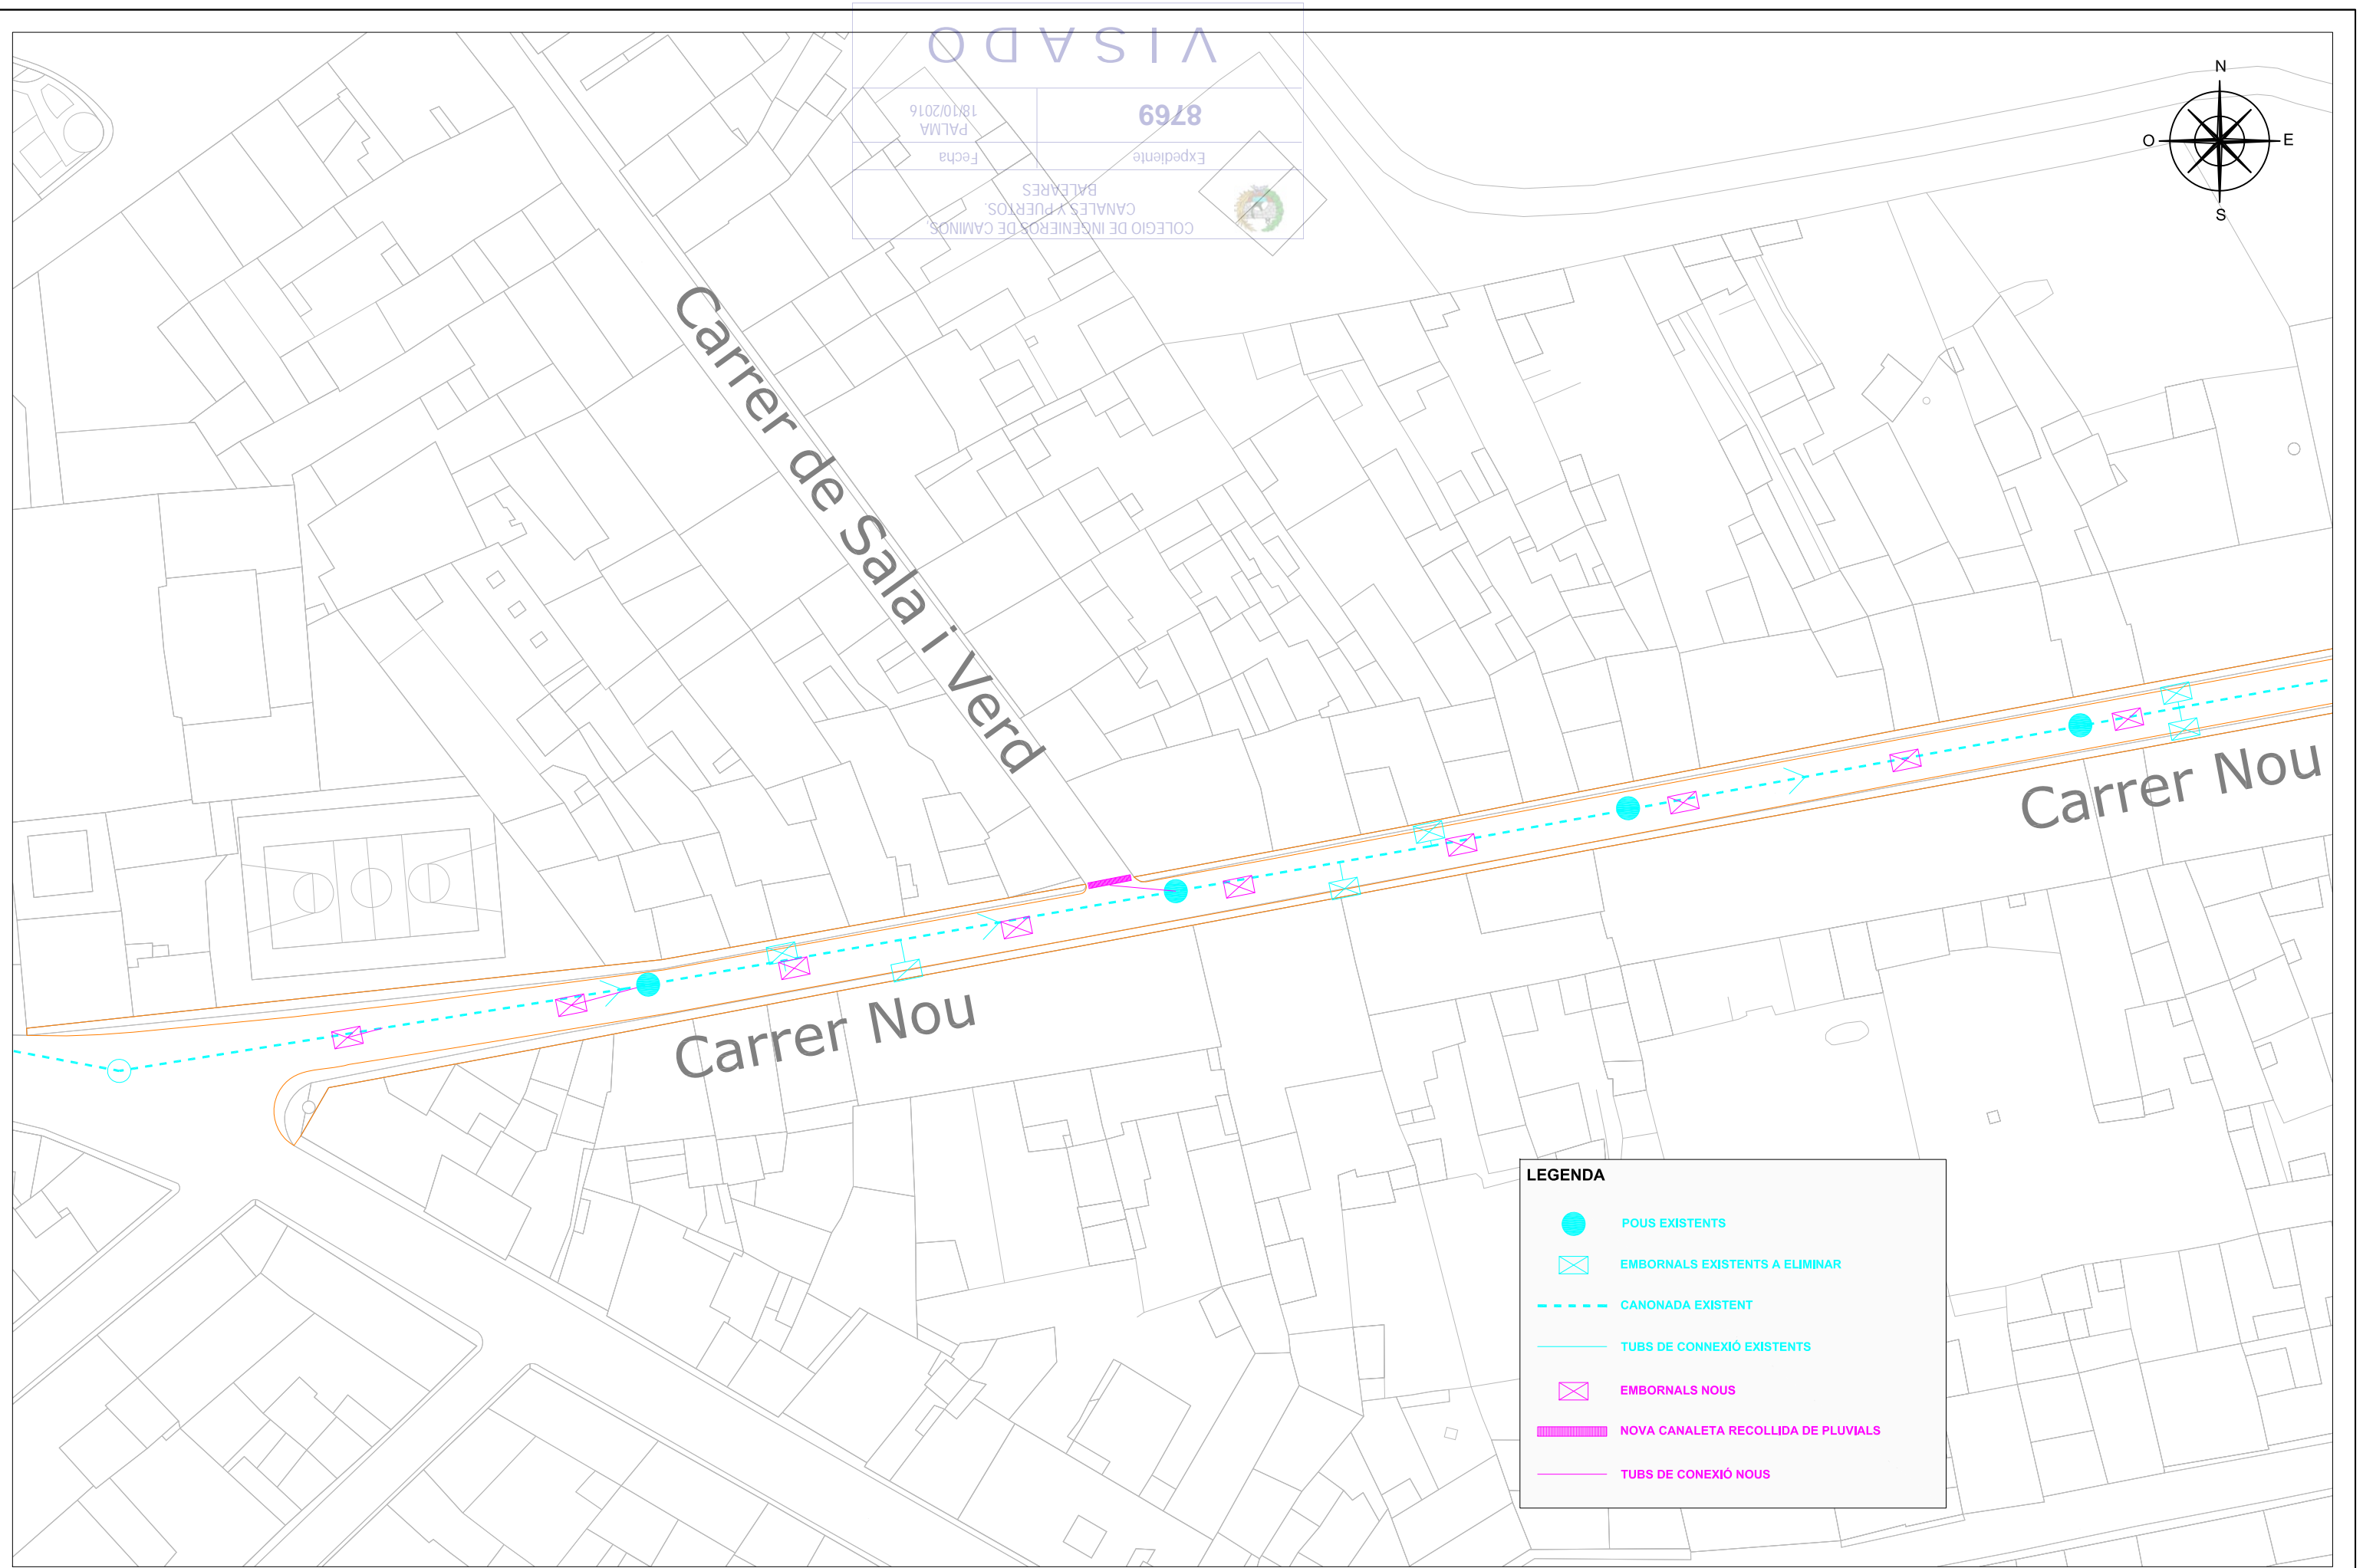 VISADO
8769
18/10/2016
PALMA
Expediente
Fecha
COLEGIO DE INGENIEROS DE CAMINOS,
CANALES Y PUERTOS.
BALEARES
N
O
E
S
Carrer de Sala i Verd
Carrer Nou
Carrer Nou
LEGENDA
POUS EXISTENTS
EMBORNALS EXISTENTS A ELIMINAR
CANONADA EXISTENT
TUBS DE CONNEXIÓ EXISTENTS
EMBORNALS NOUS
NOVA CANALETA RECOLLIDA DE PLUVIALS
TUBS DE CONEXIÓ NOUS